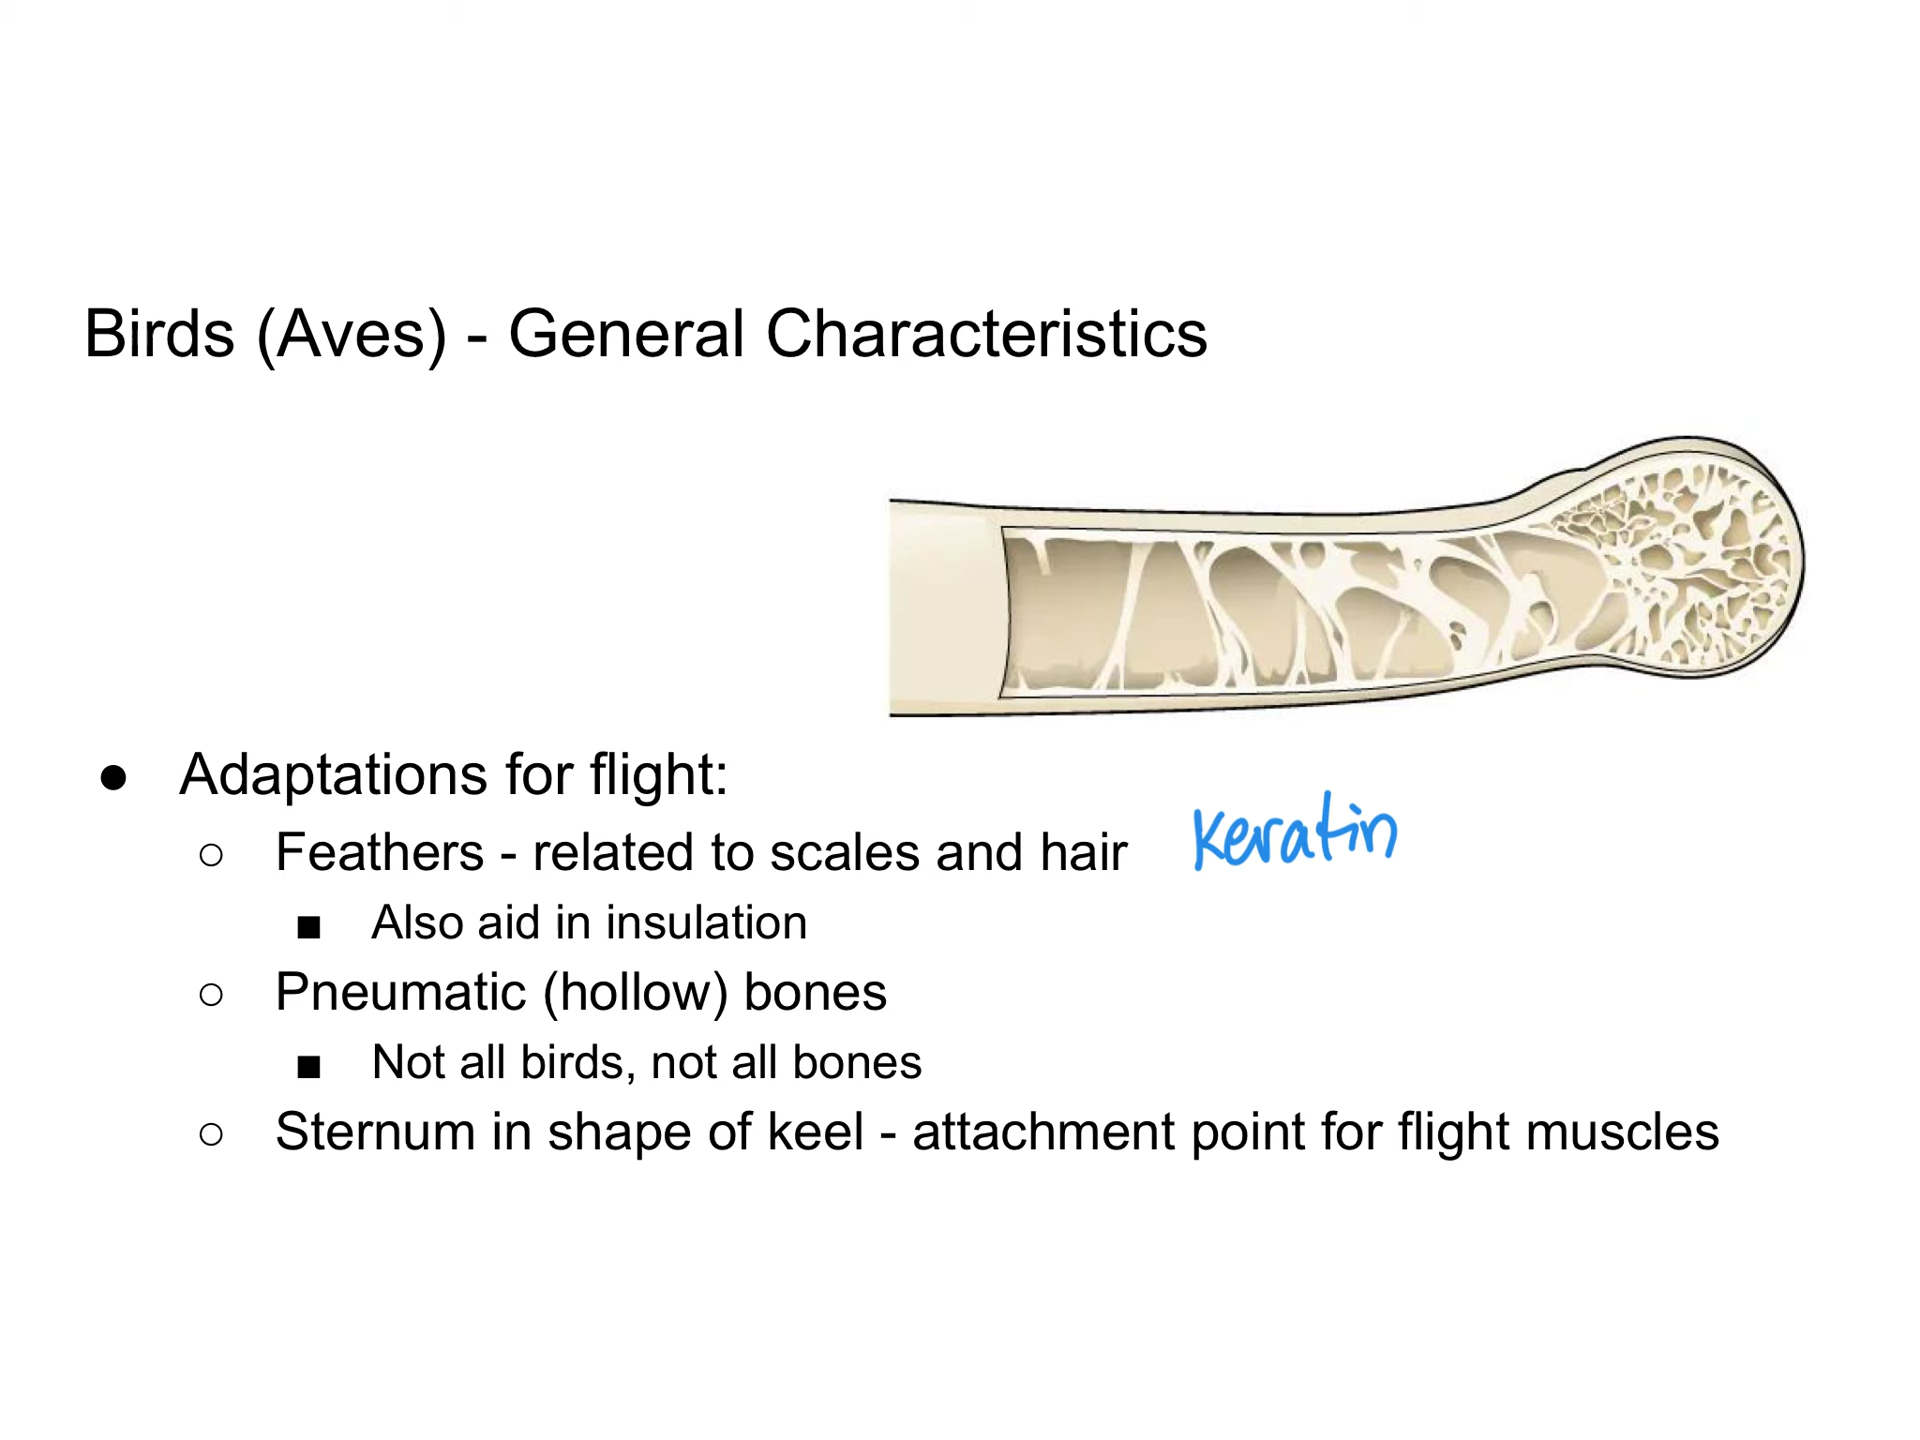 Birds (Aves) - General Characteristics
● Adaptations for flight:
○ Feathers - related to scales and hair keratin
■ Also aid in insulation
○ Pneumatic (hollow) bones
■ Not all birds, not all bones
○ Sternum in shape of keel - attachment point for flight muscles